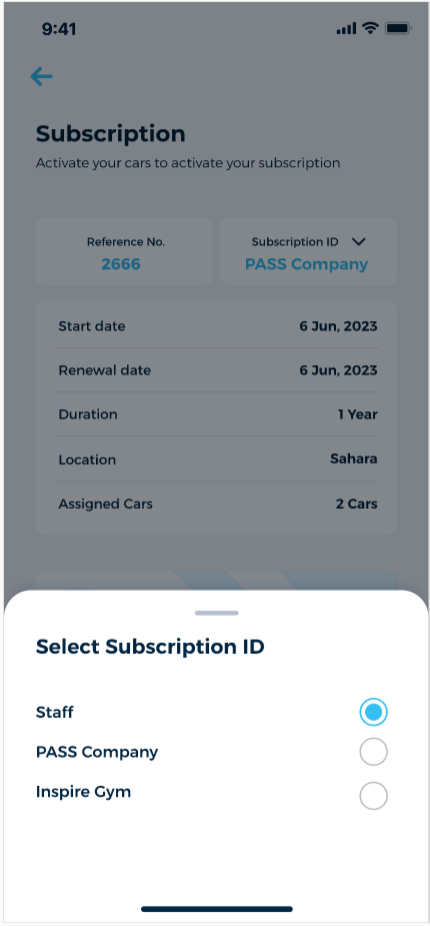 9:41
Subscription
Activate your cars to activate your subscription
Reference No.
2666
Subscription ID
PASS Company
Start date 6 Jun, 2023
Renewal date 6 Jun, 2023
Duration 1 Year
Location Sahara
Assigned Cars 2 Cars
Select Subscription ID
Staff
PASS Company
Inspire Gym